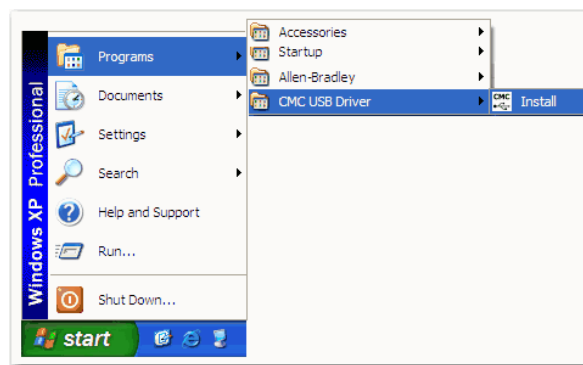 Windows XP Professional
Programs
Documents
Settings
Search
Help and Support
Run...
Shut Down...
start
Accessories
Startup
Allen-Bradley
CMC USB Driver
CMC
Install